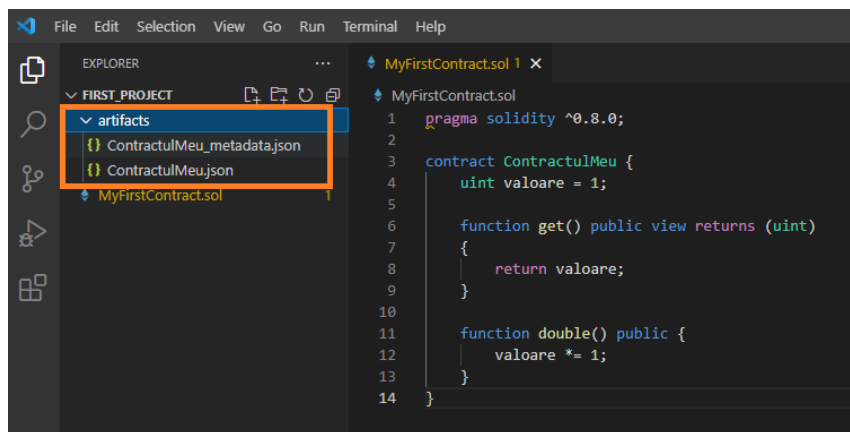 File Edit Selection View Go Run Terminal Help
EXPLORER ...
FIRST_PROJECT
artifacts
{} ContractulMeu_metadata.json
{} ContractulMeu.json
MyFirstContract.sol 1
MyFirstContract.sol 1 ×
MyFirstContract.sol
1 pragma solidity ^0.8.0;
2
3 contract ContractulMeu {
4 uint valoare = 1;
5
6 function get() public view returns (uint)
7 {
8 return valoare;
9 }
10
11 function double() public {
12 valoare *= 1;
13 }
14 }